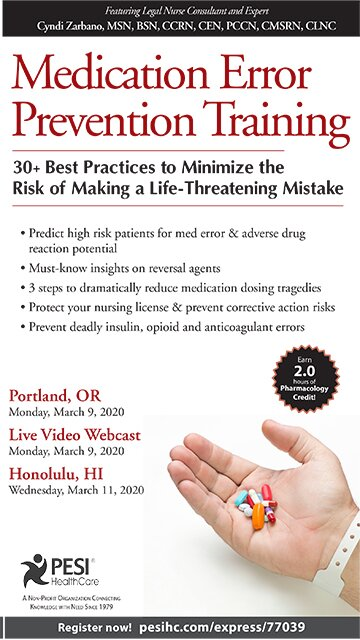 Featuring Legal Nurse Consultant and Expert
Cyndi Zarbano, MSN, BSN, CCRN, CEN, PCCN, CMSRN, CLNC
Medication Error
Prevention Training
30+ Best Practices to Minimize the
Risk of Making a Life-Threatening Mistake
• Predict high risk patients for med error & adverse drug
reaction potential
• Must-know insights on reversal agents
• 3 steps to dramatically reduce medication dosing tragedies
• Protect your nursing license & prevent corrective action risks
• Prevent deadly insulin, opioid and anticoagulant errors
Earn
2.0
hours of
Pharmacology
Credit!
Portland, OR
Monday, March 9, 2020
Live Video Webcast
Monday, March 9, 2020
Honolulu, HI
Wednesday, March 11, 2020
PESI®
HealthCare
A Non-Profit Organization Connecting
Knowledge with Need Since 1979
Register now! pesihc.com/express/77039